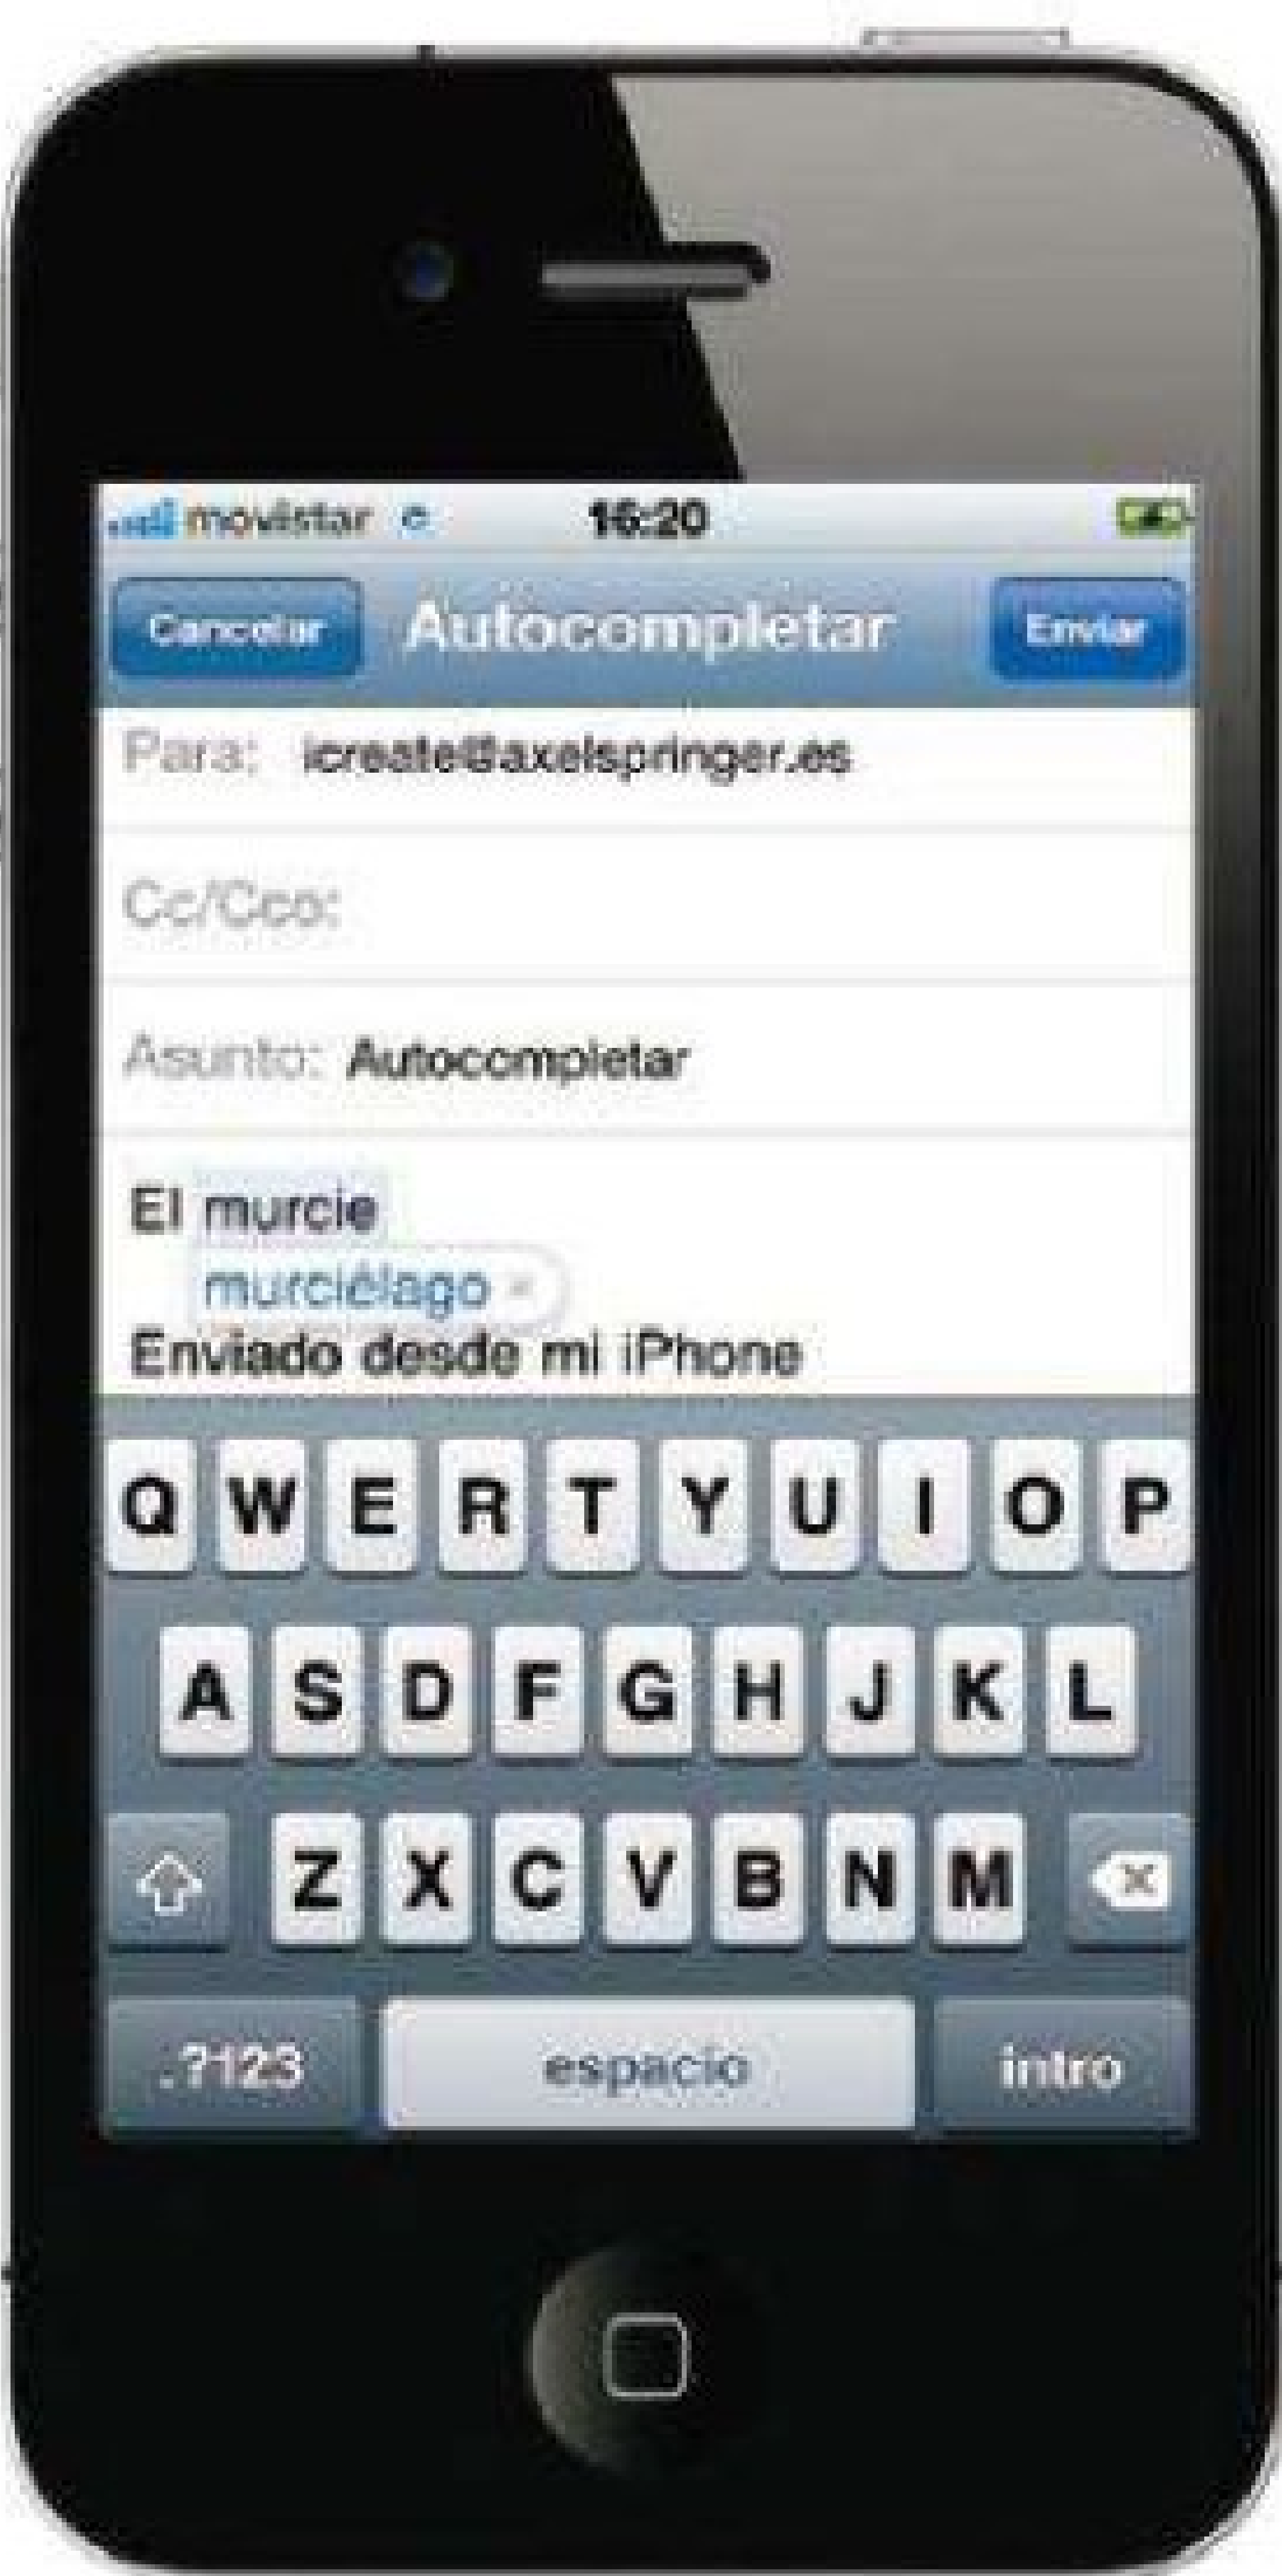 movistar 16:20
Cancelar Autocompletar Enviar
Para: icreate@axelspringer.es
Cc/Cco:
Asunto: Autocompletar
El murcie
murciélago ×
Enviado desde mi iPhone
Q W E R T Y U I O P
A S D F G H J K L
Z X C V B N M
.?123 espacio intro